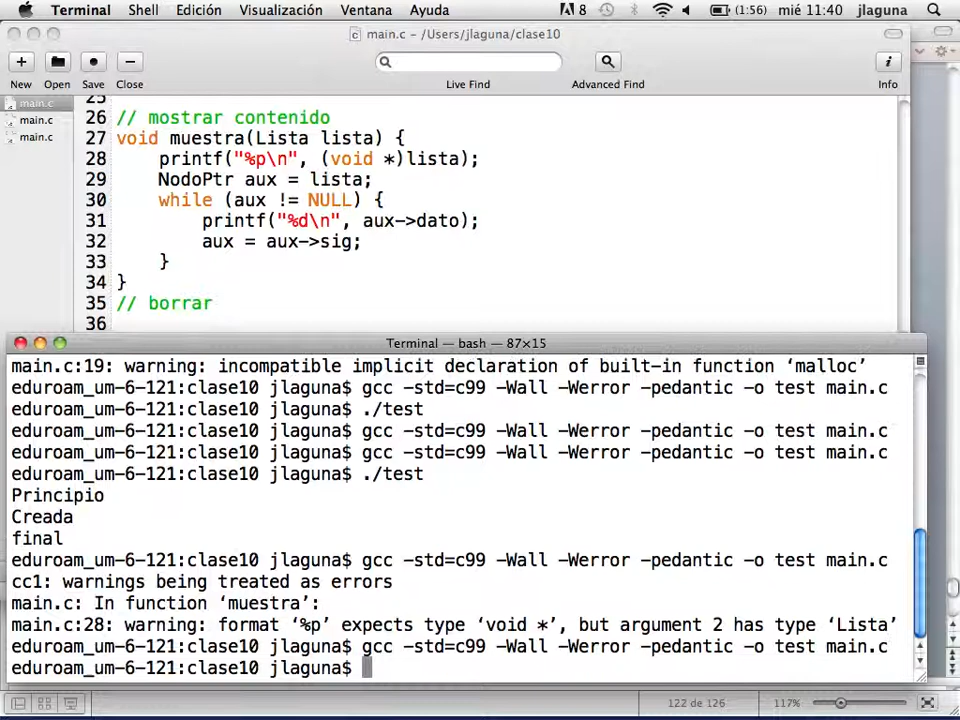 Terminal Shell Edición Visualización Ventana Ayuda 8 (1:56) mié 11:40 jlaguna
main.c - /Users/jlaguna/clase10
New Open Save Close Live Find Advanced Find Info
main.c
main.c
main.c
25
26 // mostrar contenido
27 void muestra(Lista lista) {
28 printf("%p\n", (void *)lista);
29 NodoPtr aux = lista;
30 while (aux != NULL) {
31 printf("%d\n", aux->dato);
32 aux = aux->sig;
33 }
34 }
35 // borrar
36
Terminal — bash — 87×15
main.c:19: warning: incompatible implicit declaration of built-in function ‘malloc’
eduroam_um-6-121:clase10 jlaguna$ gcc -std=c99 -Wall -Werror -pedantic -o test main.c
eduroam_um-6-121:clase10 jlaguna$ ./test
eduroam_um-6-121:clase10 jlaguna$ gcc -std=c99 -Wall -Werror -pedantic -o test main.c
eduroam_um-6-121:clase10 jlaguna$ gcc -std=c99 -Wall -Werror -pedantic -o test main.c
eduroam_um-6-121:clase10 jlaguna$ ./test
Principio
Creada
final
eduroam_um-6-121:clase10 jlaguna$ gcc -std=c99 -Wall -Werror -pedantic -o test main.c
cc1: warnings being treated as errors
main.c: In function ‘muestra’:
main.c:28: warning: format ‘%p’ expects type ‘void *’, but argument 2 has type ‘Lista’
eduroam_um-6-121:clase10 jlaguna$ gcc -std=c99 -Wall -Werror -pedantic -o test main.c
eduroam_um-6-121:clase10 jlaguna$
122 de 126 117%